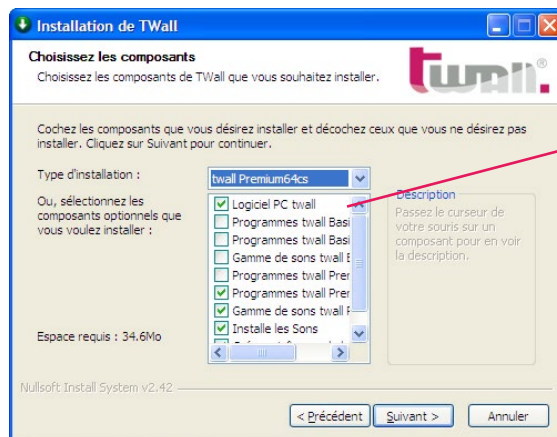 Installation de TWall
Choisissez les composants
Choisissez les composants de TWall que vous souhaitez installer.
twall®
Cochez les composants que vous désirez installer et décochez ceux que vous ne désirez pas
installer. Cliquez sur Suivant pour continuer.
Type d'installation :
twall Premium64cs
Ou, sélectionnez les
composants optionnels que
vous voulez installer :
Logiciel PC twall
Programmes twall Basi
Programmes twall Basi
Gamme de sons twall B
Programmes twall Prer
Programmes twall Prer
Gamme de sons twall P
Installe les Sons
Description
Passez le curseur de
votre souris sur un
composant pour en voir
la description.
Espace requis : 34.6Mo
Nullsoft Install System v2.42
< Précédent
Suivant >
Annuler